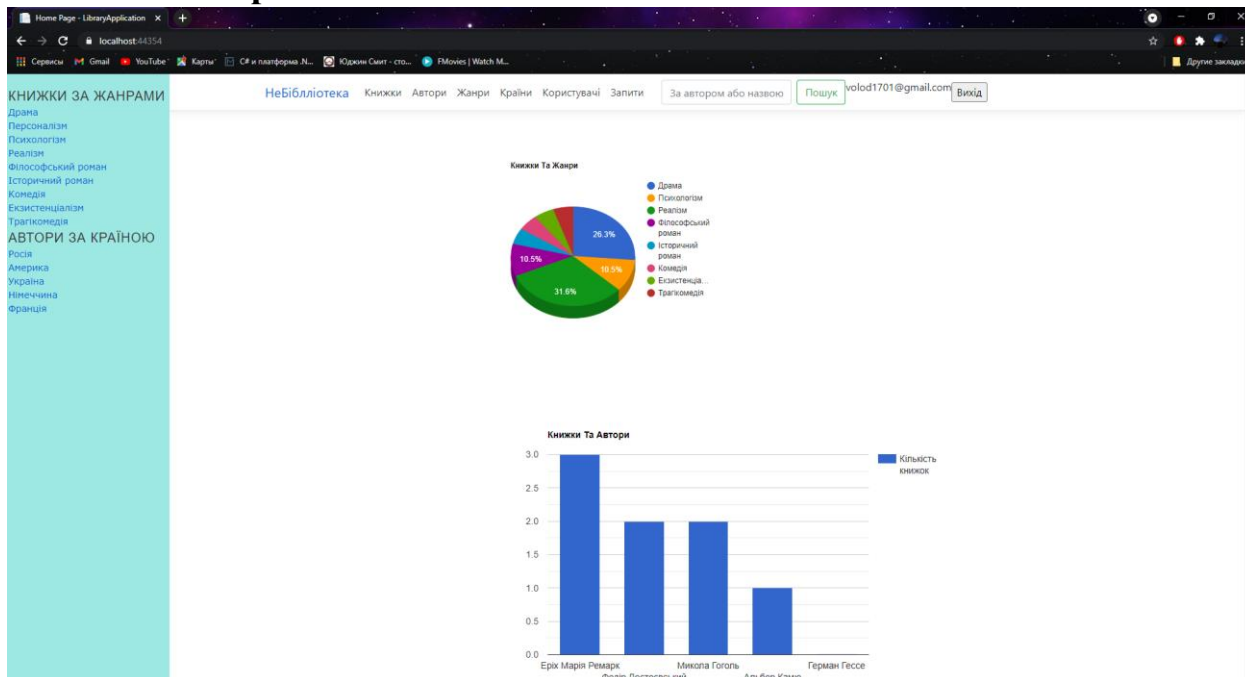 Home Page - LibraryApplication
localhost:44354
Сервисы Gmail YouTube Карты C# и платформа .N... Юджин Смит - сто... FMovies | Watch M... Другие закладки
НеБібллiотека Книжки Автори Жанри Країни Користувачі Запити За автором або назвою Пошук volod1701@gmail.com Вихід
КНИЖКИ ЗА ЖАНРАМИ
Драма
Персоналізм
Психологізм
Реалізм
Філософський роман
Історичний роман
Комедія
Екзистенціалізм
Трагікомедія
АВТОРИ ЗА КРАЇНОЮ
Росія
Америка
Україна
Німеччина
Франція
Книжки Та Жанри
26.3%
10.5%
10.5%
31.6%
Драма
Психологізм
Реалізм
Філософський
роман
Історичний
роман
Комедія
Екзистенціа...
Трагікомедія
Книжки Та Автори
3.0
2.5
2.0
1.5
1.0
0.5
0.0
Кількість
книжок
Еріх Марія Ремарк Микола Гоголь Герман Гессе